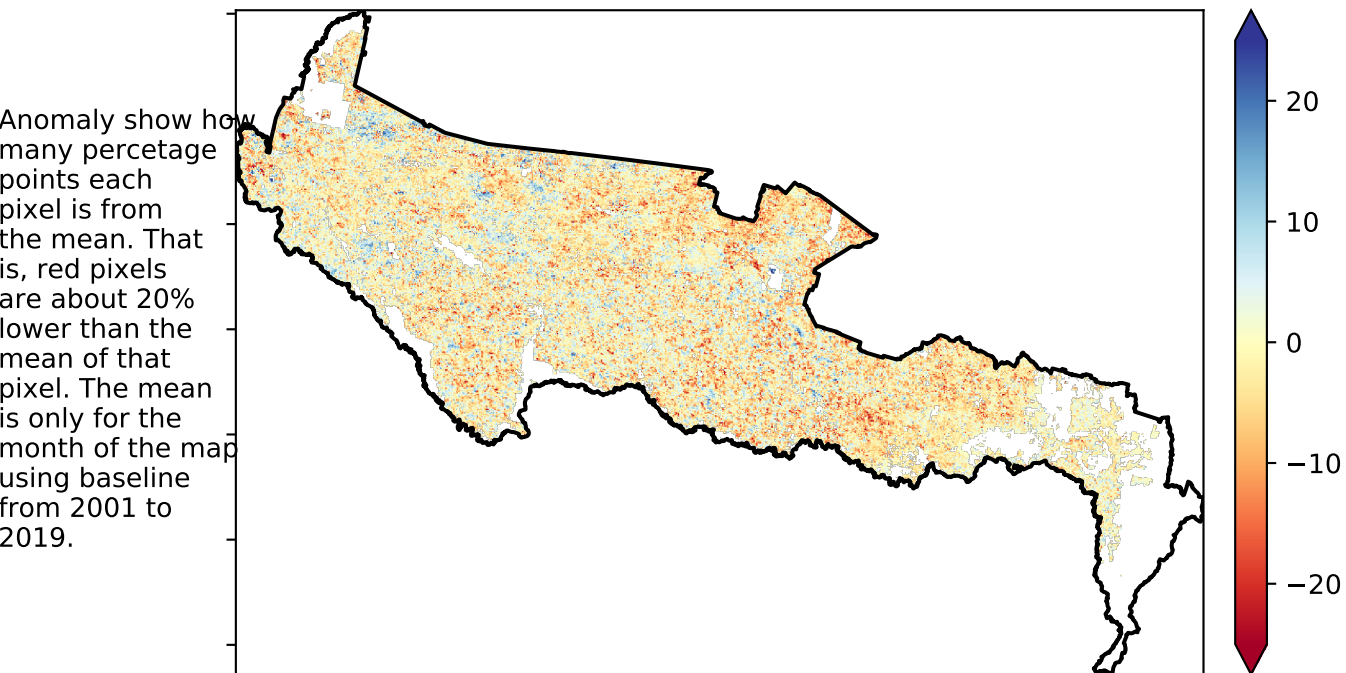 Anomaly show how
many percetage
points each
pixel is from
the mean. That
is, red pixels
are about 20%
lower than the
mean of that
pixel. The mean
is only for the
month of the map
using baseline
from 2001 to
2019.
20
10
0
−10
−20